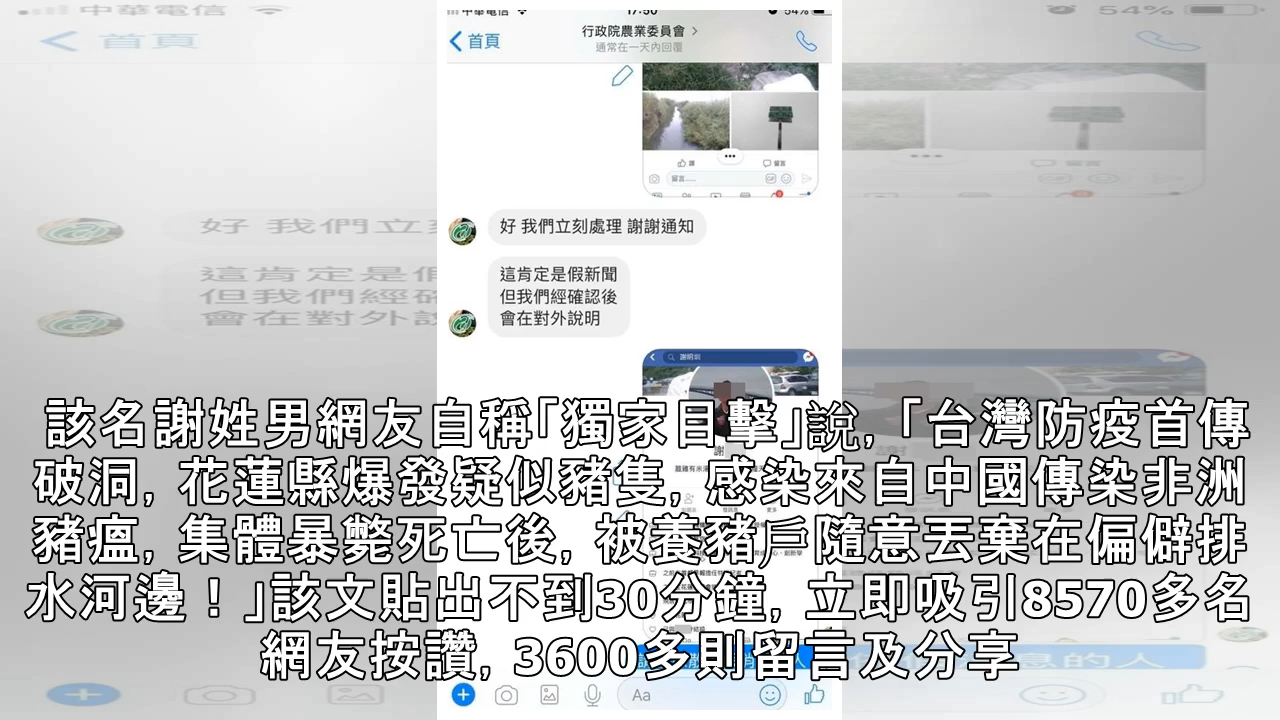 中華電信
17:50
54%
首頁
行政院農業委員會
通常在一天內回覆
讚
留言
留言......
好 我們立刻處理 謝謝通知
這肯定是假新聞
但我們經確認後
會在對外說明
該名謝姓男網友自稱「獨家目擊」說,「台灣防疫首傳
破洞, 花蓮縣爆發疑似豬隻, 感染來自中國傳染非洲
豬瘟, 集體暴斃死亡後, 被養豬戶隨意丟棄在偏僻排
水河邊！」該文貼出不到30分鐘, 立即吸引8570多名
網友按讚, 3600多則留言及分享
Aa